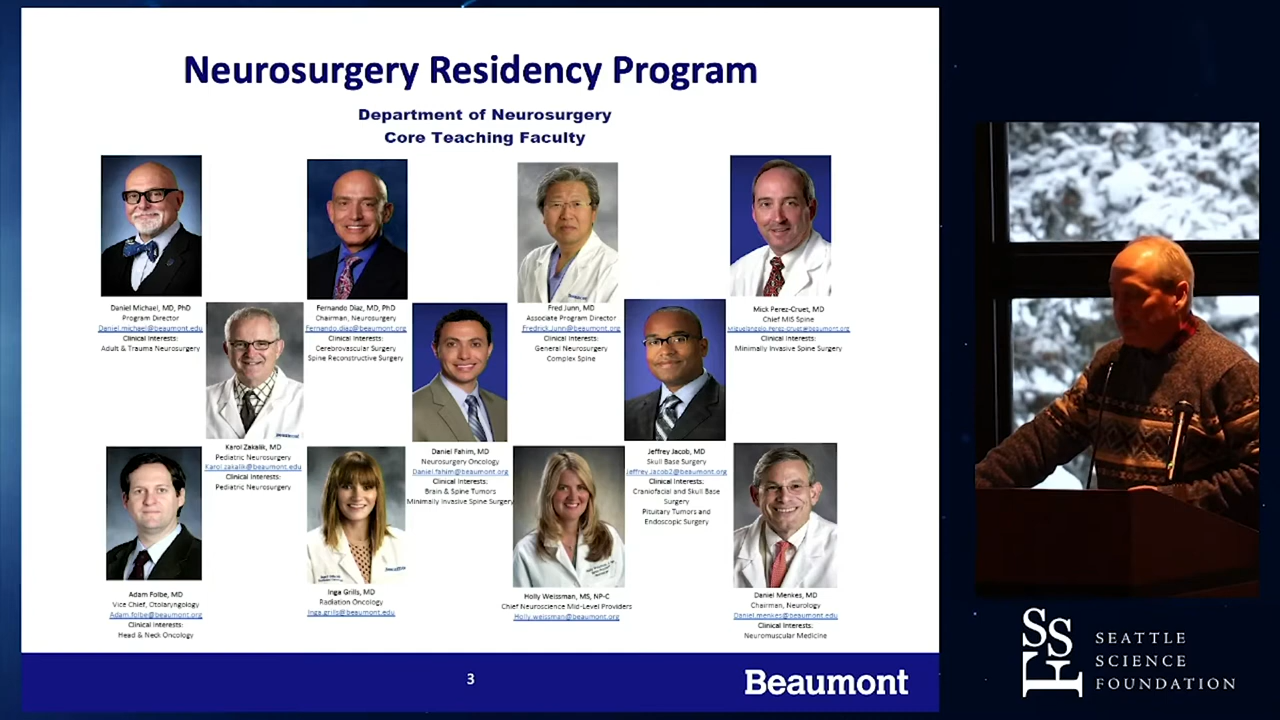 Neurosurgery Residency Program
Department of Neurosurgery
Core Teaching Faculty
Daniel Michael, MD, PhD
Program Director
Daniel.michael@beaumont.edu
Clinical Interests:
Adult & Trauma Neurosurgery
Fernando Diaz, MD, PhD
Chairman, Neurosurgery
Fernando.diaz@beaumont.org
Clinical Interests:
Cerebrovascular Surgery
Spine Reconstructive Surgery
Fred Junn, MD
Associate Program Director
Fredrick.Junn@beaumont.org
Clinical Interests:
General Neurosurgery
Complex Spine
Mick Perez-Cruet, MD
Chief MIS Spine
Clinical Interests:
Minimally Invasive Spine Surgery
Karol Zakalik, MD
Pediatric Neurosurgery
Karol.zakalik@beaumont.edu
Clinical Interests:
Pediatric Neurosurgery
Daniel Fahim, MD
Neurosurgery Oncology
Daniel.fahim@beaumont.org
Clinical Interests:
Brain & Spine Tumors
Minimally Invasive Spine Surgery
Jeffrey Jacob, MD
Skull Base Surgery
Jeffrey.Jacob2@beaumont.org
Clinical Interests:
Craniofacial and Skull Base
Surgery
Pituitary Tumors and
Endoscopic Surgery
Adam Folbe, MD
Vice Chief, Otolaryngology
Adam.folbe@beaumont.org
Clinical Interests:
Head & Neck Oncology
Inga Grills, MD
Radiation Oncology
Inga.grills@beaumont.edu
Holly Weissman, MS, NP-C
Chief Neuroscience Mid-Level Providers
Holly.weissman@beaumont.org
Daniel Menkes, MD
Chairman, Neurology
Daniel.menkes@beaumont.edu
Clinical Interests:
Neuromuscular Medicine
3
Beaumont
SSF
SEATTLE
SCIENCE
FOUNDATION